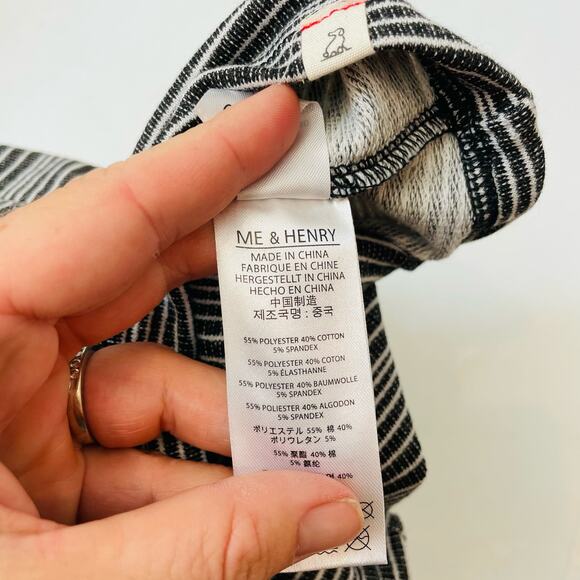 ME & HENRY
MADE IN CHINA
FABRIQUE EN CHINE
HERGESTELLT IN CHINA
HECHO EN CHINA
中国制造
제조국명 : 중국
55% POLYESTER 40% COTTON
5% SPANDEX
55% POLYESTER 40% COTON
5% ÉLASTHANNE
55% POLYESTER 40% BAUMWOLLE
5% SPANDEX
55% POLIESTER 40% ALGODON
5% SPANDEX
ポリエステル 55% 棉 40%
ポリウレタン 5%
55% 聚酯 40% 棉
5% 氨纶
40%